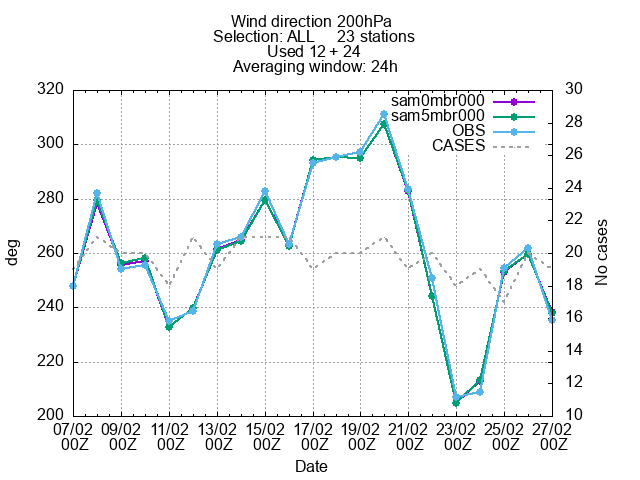 Wind direction 200hPa
Selection: ALL 23 stations
Used 12 + 24
Averaging window: 24h
sam0mbr000
sam5mbr000
OBS
CASES
deg
320
300
280
260
240
220
200
No cases
30
28
26
24
22
20
18
16
14
12
10
07/02 09/02 11/02 13/02 15/02 17/02 19/02 21/02 23/02 25/02 27/02
00Z 00Z 00Z 00Z 00Z 00Z 00Z 00Z 00Z 00Z 00Z
Date